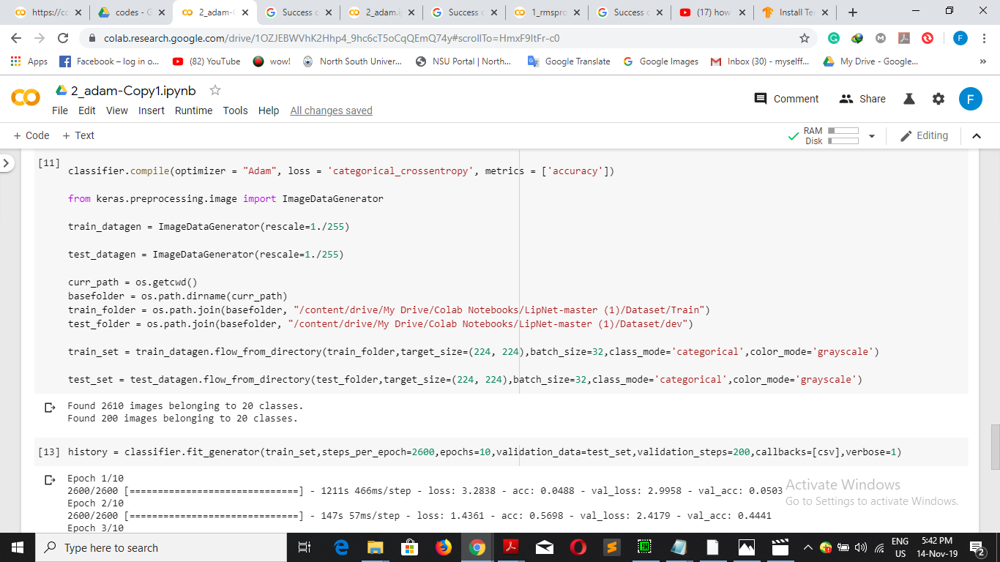 https://cc
codes - G
2_adam-C
Success c
2_adam.i
Success c
1_rmspro
Success c
(17) how
Install Te
colab.research.google.com/drive/1OZJEBWVhK2Hhp4_9hc6cT5oCqQEmQ74y#scrollTo=HmxF9ltFr-c0
F
Apps
Facebook – log in o...
(82) YouTube
wow!
North South Univer...
NSU Portal | North...
Google Translate
Google Images
Inbox (30) - myselff...
My Drive - Google...
»
2_adam-Copy1.ipynb
Comment
Share
F
File Edit View Insert Runtime Tools Help All changes saved
+ Code + Text
RAM
Disk
Editing
[11]
classifier.compile(optimizer = "Adam", loss = 'categorical_crossentropy', metrics = ['accuracy'])
from keras.preprocessing.image import ImageDataGenerator
train_datagen = ImageDataGenerator(rescale=1./255)
test_datagen = ImageDataGenerator(rescale=1./255)
curr_path = os.getcwd()
basefolder = os.path.dirname(curr_path)
train_folder = os.path.join(basefolder, "/content/drive/My Drive/Colab Notebooks/LipNet-master (1)/Dataset/Train")
test_folder = os.path.join(basefolder, "/content/drive/My Drive/Colab Notebooks/LipNet-master (1)/Dataset/dev")
train_set = train_datagen.flow_from_directory(train_folder,target_size=(224, 224),batch_size=32,class_mode='categorical',color_mode='grayscale')
test_set = test_datagen.flow_from_directory(test_folder,target_size=(224, 224),batch_size=32,class_mode='categorical',color_mode='grayscale')
Found 2610 images belonging to 20 classes.
Found 200 images belonging to 20 classes.
[13] history = classifier.fit_generator(train_set,steps_per_epoch=2600,epochs=10,validation_data=test_set,validation_steps=200,callbacks=[csv],verbose=1)
Epoch 1/10
2600/2600 [==============================] - 1211s 466ms/step - loss: 3.2838 - acc: 0.0488 - val_loss: 2.9958 - val_acc: 0.0503
Epoch 2/10
2600/2600 [==============================] - 147s 57ms/step - loss: 1.4361 - acc: 0.5698 - val_loss: 2.4179 - val_acc: 0.4441
Epoch 3/10
Activate Windows
Go to Settings to activate Windows.
Type here to search
ENG
US
5:42 PM
14-Nov-19
2